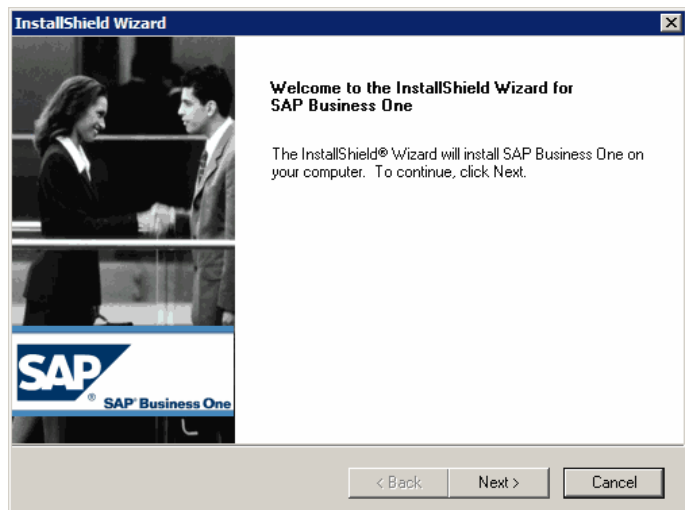 InstallShield Wizard
Welcome to the InstallShield Wizard for
SAP Business One
The InstallShield® Wizard will install SAP Business One on
your computer. To continue, click Next.
SAP®
SAP® Business One
< Back
Next >
Cancel